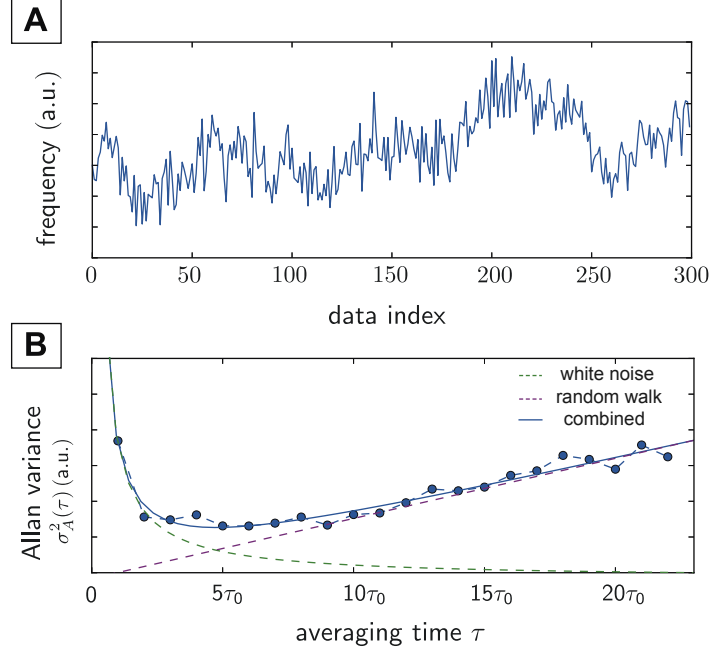 A
frequency (a.u.)
0 50 100 150 200 250 300
data index
B
white noise
random walk
combined
Allan variance
σ²_A(τ) (a.u.)
0 5τ₀ 10τ₀ 15τ₀ 20τ₀
averaging time τ